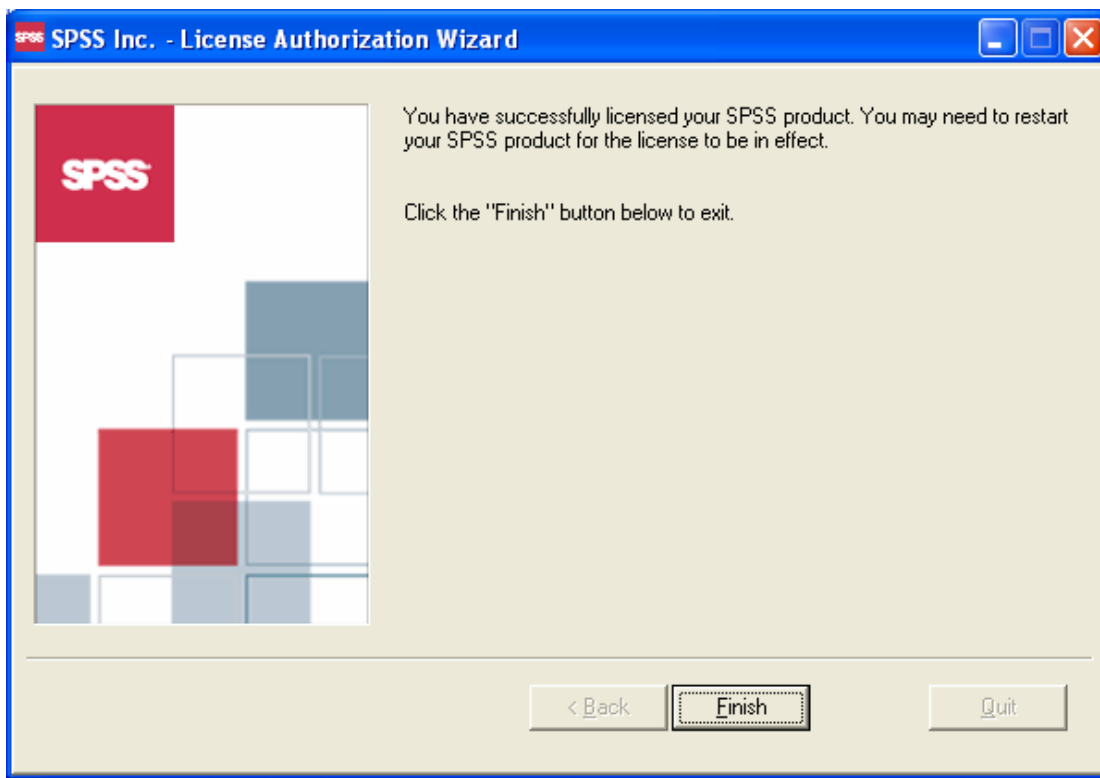 SPSS SPSS Inc. - License Authorization Wizard
SPSS
You have successfully licensed your SPSS product. You may need to restart
your SPSS product for the license to be in effect.
Click the "Finish" button below to exit.
< Back Finish Quit